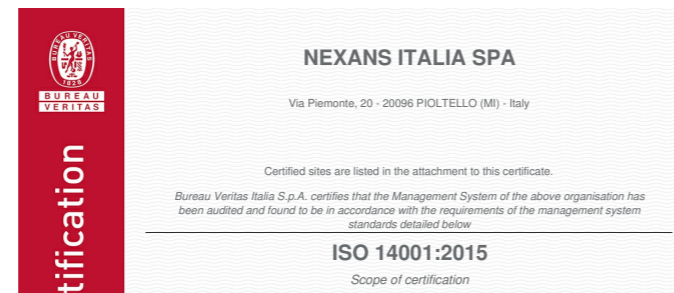 BUREAU VERITAS
1828
BUREAU
VERITAS
tification
NEXANS ITALIA SPA
Via Piemonte, 20 - 20096 PIOLTELLO (MI) - Italy
Certified sites are listed in the attachment to this certificate.
Bureau Veritas Italia S.p.A. certifies that the Management System of the above organisation has
been audited and found to be in accordance with the requirements of the management system
standards detailed below
ISO 14001:2015
Scope of certification